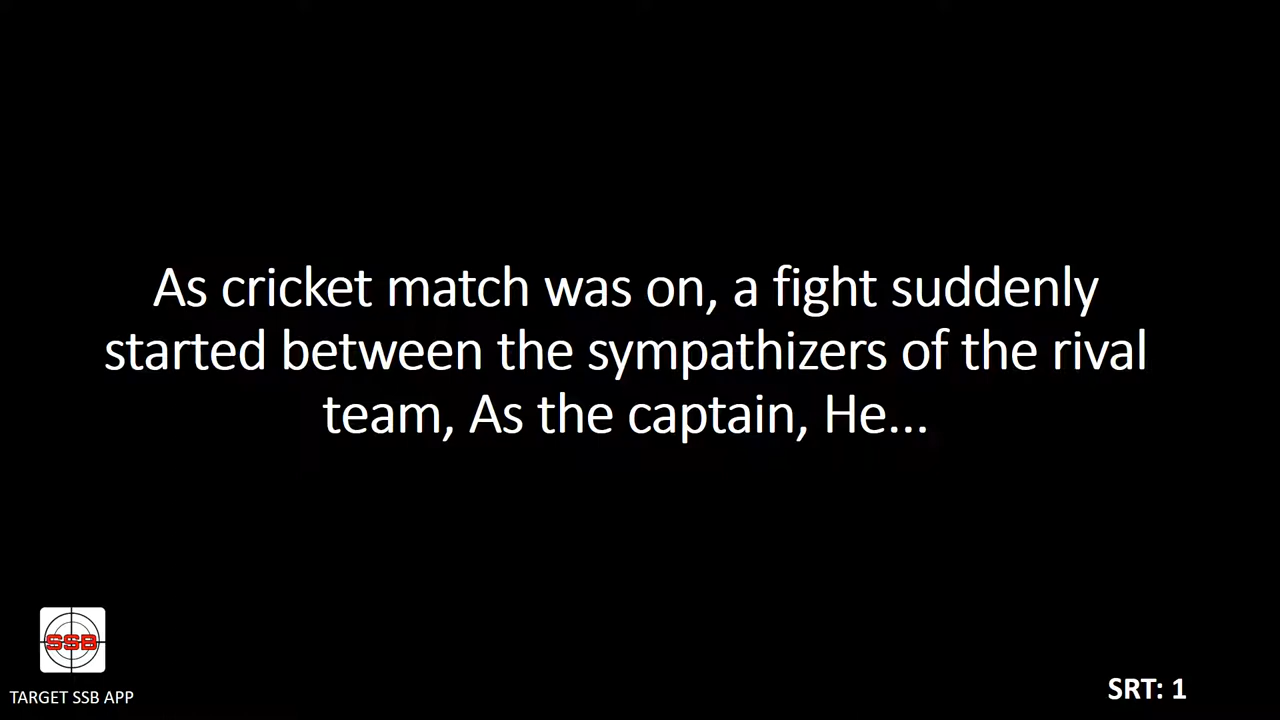 As cricket match was on, a fight suddenly
started between the sympathizers of the rival
team, As the captain, He...
SSB
TARGET SSB APP
SRT: 1